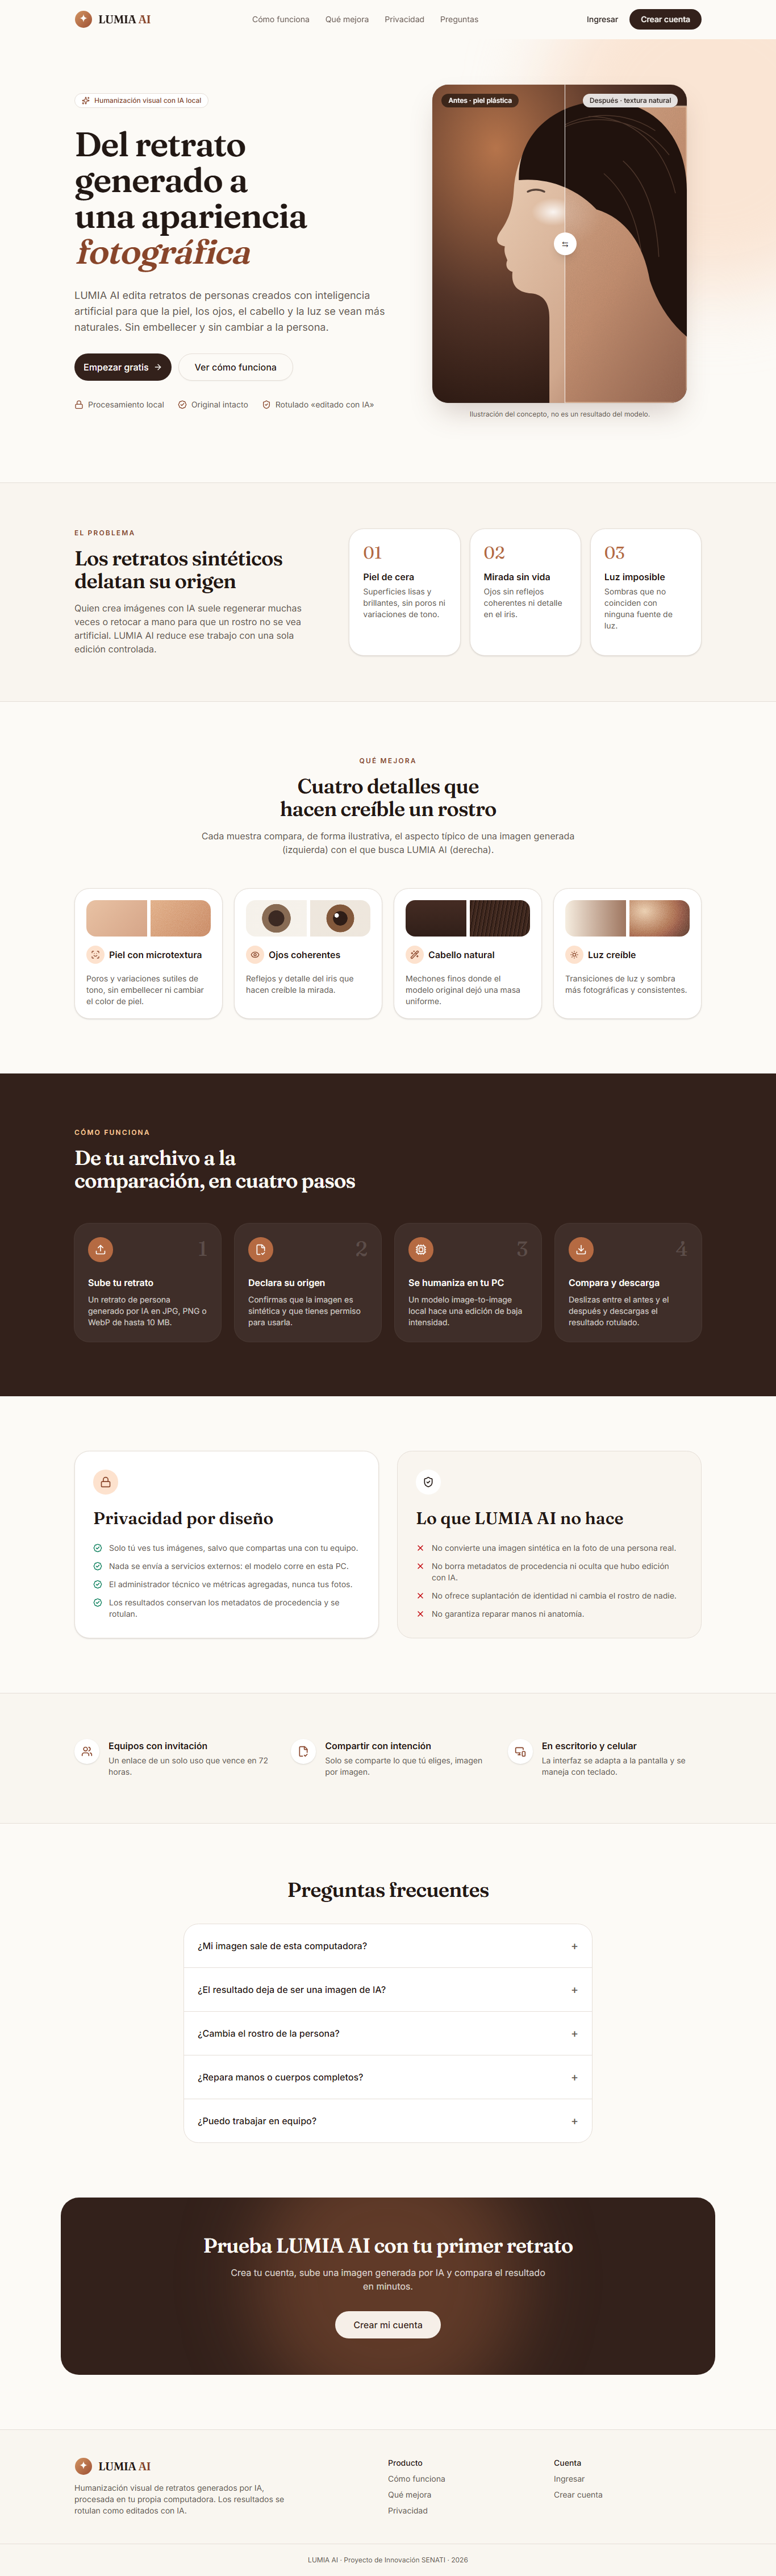 LUMIA AI
Cómo funciona
Qué mejora
Privacidad
Preguntas
Ingresar
Crear cuenta
Humanización visual con IA local
Del retrato
generado a
una apariencia
fotográfica
LUMIA AI edita retratos de personas creados con inteligencia
artificial para que la piel, los ojos, el cabello y la luz se vean más
naturales. Sin embellecer y sin cambiar a la persona.
Empezar gratis
Ver cómo funciona
Procesamiento local
Original intacto
Rotulado «editado con IA»
Antes · piel plástica
Después · textura natural
Ilustración del concepto, no es un resultado del modelo.
EL PROBLEMA
Los retratos sintéticos
delatan su origen
Quien crea imágenes con IA suele regenerar muchas
veces o retocar a mano para que un rostro no se vea
artificial. LUMIA AI reduce ese trabajo con una sola
edición controlada.
01
Piel de cera
Superficies lisas y
brillantes, sin poros ni
variaciones de tono.
02
Mirada sin vida
Ojos sin reflejos
coherentes ni detalle
en el iris.
03
Luz imposible
Sombras que no
coinciden con
ninguna fuente de
luz.
QUÉ MEJORA
Cuatro detalles que
hacen creíble un rostro
Cada muestra compara, de forma ilustrativa, el aspecto típico de una imagen generada
(izquierda) con el que busca LUMIA AI (derecha).
Piel con microtextura
Poros y variaciones sutiles de
tono, sin embellecer ni cambiar
el color de piel.
Ojos coherentes
Reflejos y detalle del iris que
hacen creíble la mirada.
Cabello natural
Mechones finos donde el
modelo original dejó una masa
uniforme.
Luz creíble
Transiciones de luz y sombra
más fotográficas y consistentes.
CÓMO FUNCIONA
De tu archivo a la
comparación, en cuatro pasos
1
Sube tu retrato
Un retrato de persona
generado por IA en JPG, PNG o
WebP de hasta 10 MB.
2
Declara su origen
Confirmas que la imagen es
sintética y que tienes permiso
para usarla.
3
Se humaniza en tu PC
Un modelo image-to-image
local hace una edición de baja
intensidad.
4
Compara y descarga
Deslizas entre el antes y el
después y descargas el
resultado rotulado.
Privacidad por diseño
Solo tú ves tus imágenes, salvo que compartas una con tu equipo.
Nada se envía a servicios externos: el modelo corre en esta PC.
El administrador técnico ve métricas agregadas, nunca tus fotos.
Los resultados conservan los metadatos de procedencia y se
rotulan.
Lo que LUMIA AI no hace
No convierte una imagen sintética en la foto de una persona real.
No borra metadatos de procedencia ni oculta que hubo edición
con IA.
No ofrece suplantación de identidad ni cambia el rostro de nadie.
No garantiza reparar manos ni anatomía.
Equipos con invitación
Un enlace de un solo uso que vence en 72
horas.
Compartir con intención
Solo se comparte lo que tú eliges, imagen
por imagen.
En escritorio y celular
La interfaz se adapta a la pantalla y se
maneja con teclado.
Preguntas frecuentes
¿Mi imagen sale de esta computadora?
+
¿El resultado deja de ser una imagen de IA?
+
¿Cambia el rostro de la persona?
+
¿Repara manos o cuerpos completos?
+
¿Puedo trabajar en equipo?
+
Prueba LUMIA AI con tu primer retrato
Crea tu cuenta, sube una imagen generada por IA y compara el resultado
en minutos.
Crear mi cuenta
LUMIA AI
Humanización visual de retratos generados por IA,
procesada en tu propia computadora. Los resultados se
rotulan como editados con IA.
Producto
Cómo funciona
Qué mejora
Privacidad
Cuenta
Ingresar
Crear cuenta
LUMIA AI · Proyecto de Innovación SENATI · 2026